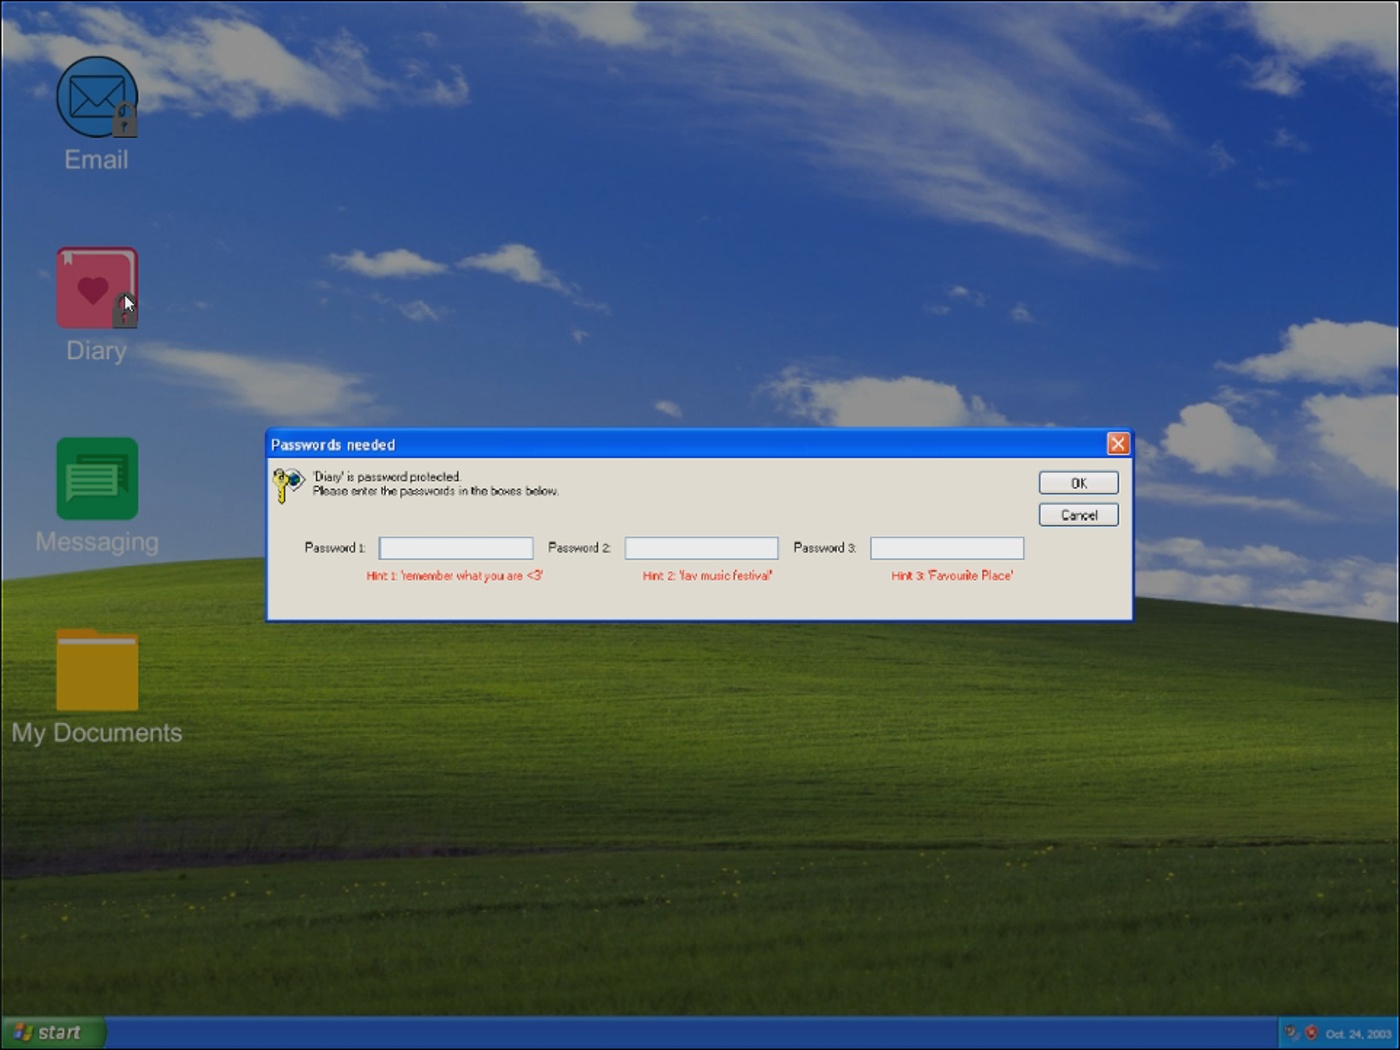 Email
Diary
Messaging
My Documents
Passwords needed
'Diary' is password protected.
Please enter the passwords in the boxes below.
OK
Cancel
Password 1:
Password 2:
Password 3:
Hint 1: 'remember what you are <3'
Hint 2: 'fav music festival'
Hint 3: 'Favourite Place'
start
Oct. 24, 2003